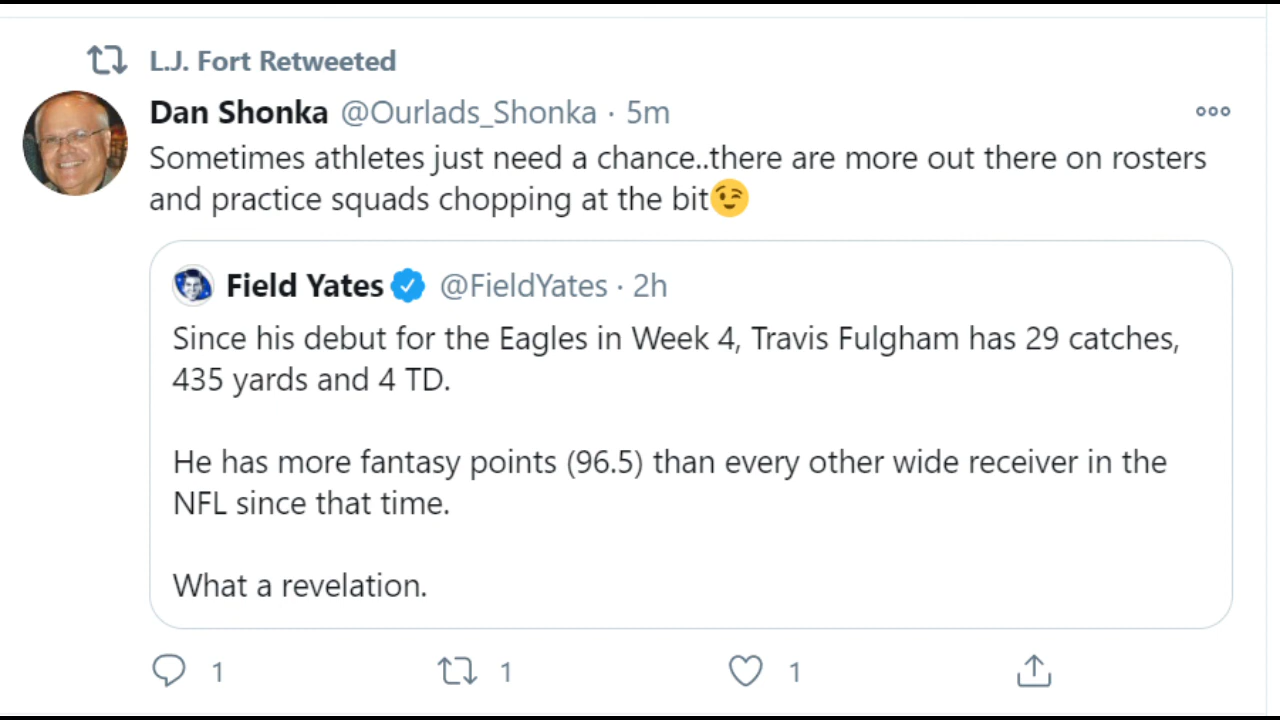 L.J. Fort Retweeted
Dan Shonka @Ourlads_Shonka · 5m
Sometimes athletes just need a chance..there are more out there on rosters
and practice squads chopping at the bit😉
Field Yates @FieldYates · 2h
Since his debut for the Eagles in Week 4, Travis Fulgham has 29 catches,
435 yards and 4 TD.
He has more fantasy points (96.5) than every other wide receiver in the
NFL since that time.
What a revelation.
1 1 1